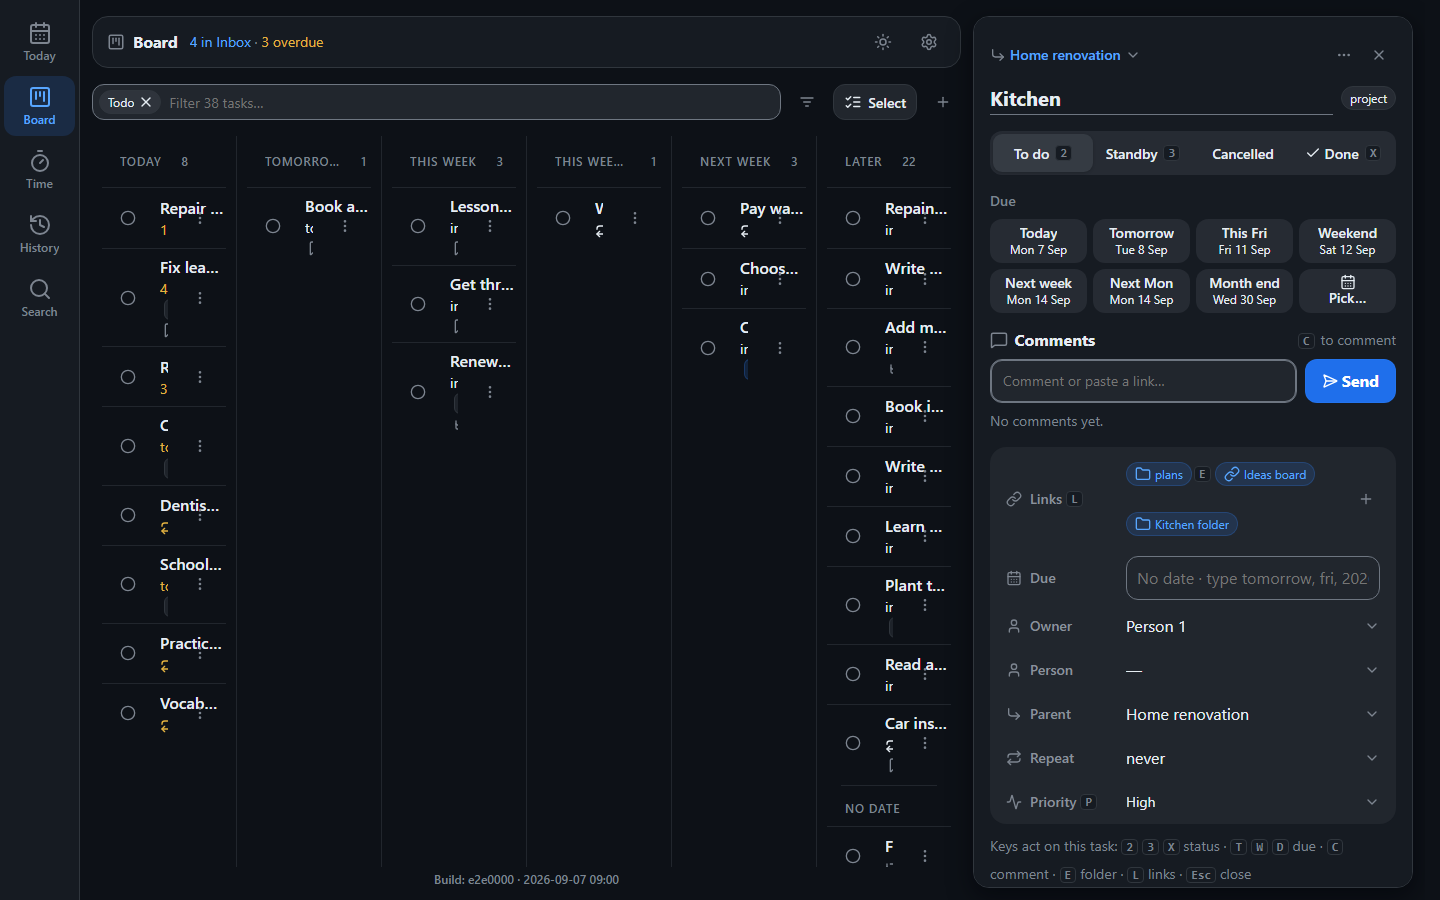 Today
Board
Time
History
Search
Board 4 in Inbox · 3 overdue
Todo
Filter 38 tasks...
Select
TODAY 8
Repair ...
1
Fix lea...
4
R
3
C
Dentis...
School...
Practic...
Vocab...
TOMORRO... 1
Book a...
THIS WEEK 3
Lesson...
Get thr...
Renew...
THIS WEE... 1
NEXT WEEK 3
Pay wa...
Choos...
C
LATER 22
Repain...
Write ...
Add m...
Book i...
Write ...
Learn ...
Plant t...
Read a...
Car ins...
NO DATE
F
Build: e2e0000 · 2026-09-07 09:00
Home renovation
Kitchen
project
To do 2
Standby 3
Cancelled
Done X
Due
Today
Mon 7 Sep
Tomorrow
Tue 8 Sep
This Fri
Fri 11 Sep
Weekend
Sat 12 Sep
Next week
Mon 14 Sep
Next Mon
Mon 14 Sep
Month end
Wed 30 Sep
Pick...
Comments
C to comment
Comment or paste a link...
Send
No comments yet.
Links L
plans E Ideas board
Kitchen folder
Due
No date · type tomorrow, fri, 202
Owner
Person 1
Person
—
Parent
Home renovation
Repeat
never
Priority P
High
Keys act on this task: 2 3 X status · T W D due · C
comment · E folder · L links · Esc close